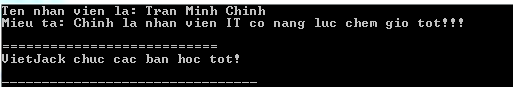 Ten nhan vien la: Tran Minh Chinh
Mieu ta: Chinh la nhan vien IT co nang luc chem gio tot!!!
===========================
VietJack chuc cac ban hoc tot!
--------------------------------